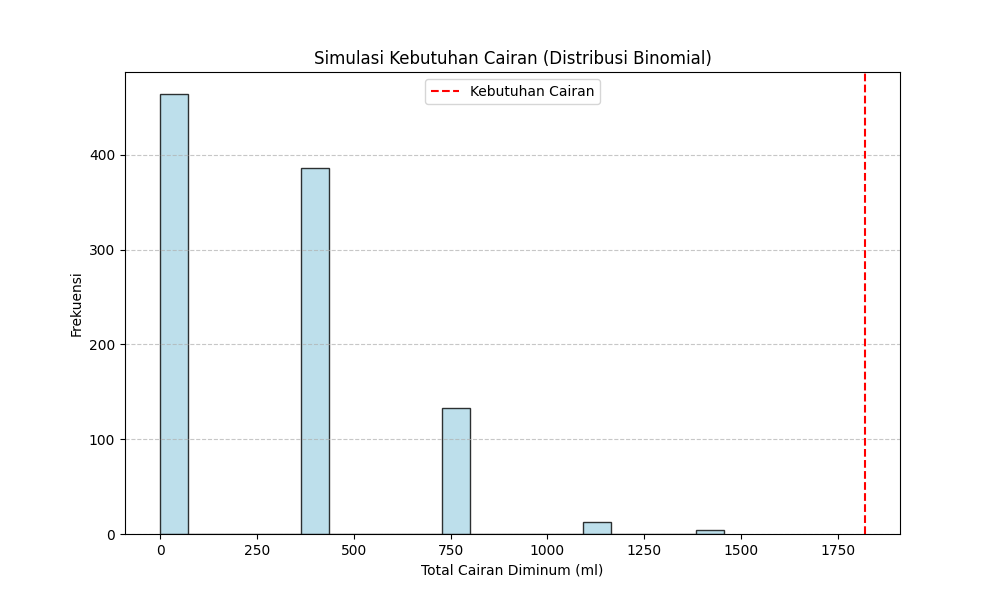 Simulasi Kebutuhan Cairan (Distribusi Binomial)
Kebutuhan Cairan
Frekuensi
400
300
200
100
0
0 250 500 750 1000 1250 1500 1750
Total Cairan Diminum (ml)